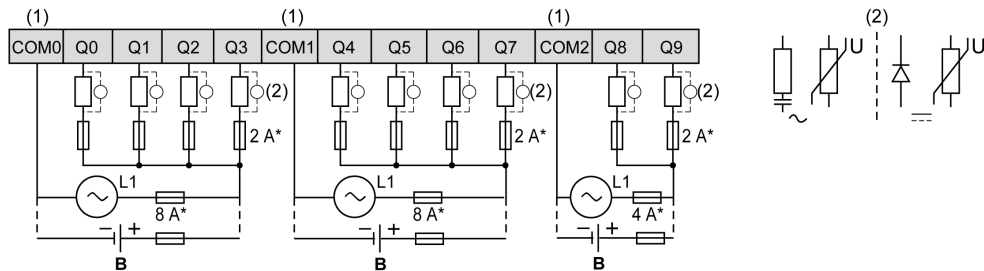 (1) (1) (1) (2)
COM0 Q0 Q1 Q2 Q3 COM1 Q4 Q5 Q6 Q7 COM2 Q8 Q9
U U
(2) (2) (2)
2 A* 2 A* 2 A*
L1 L1 L1
8 A* 8 A* 4 A*
− + − + − +
B B B